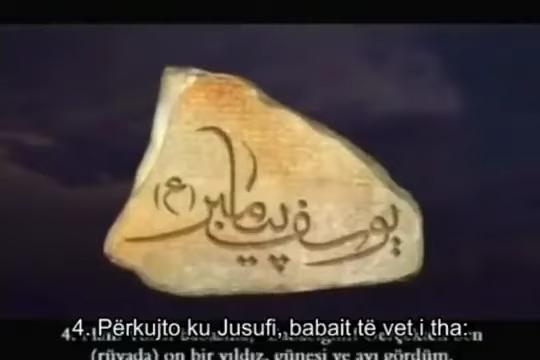 یوسف پیامبر (ع)
4. Përkujto ku Jusufi, babait të vet i tha:
(rüyada) on bir yıldız, güneşi ve ayı gördüm.